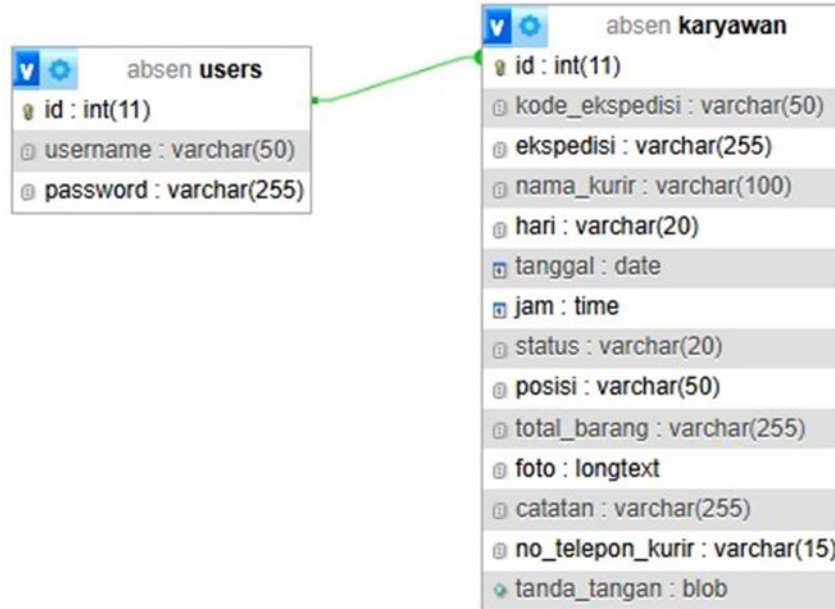 absen users
id : int(11)
username : varchar(50)
password : varchar(255)
absen karyawan
id : int(11)
kode_ekspedisi : varchar(50)
ekspedisi : varchar(255)
nama_kurir : varchar(100)
hari : varchar(20)
tanggal : date
jam : time
status : varchar(20)
posisi : varchar(50)
total_barang : varchar(255)
foto : longtext
catatan : varchar(255)
no_telepon_kurir : varchar(15)
tanda_tangan : blob